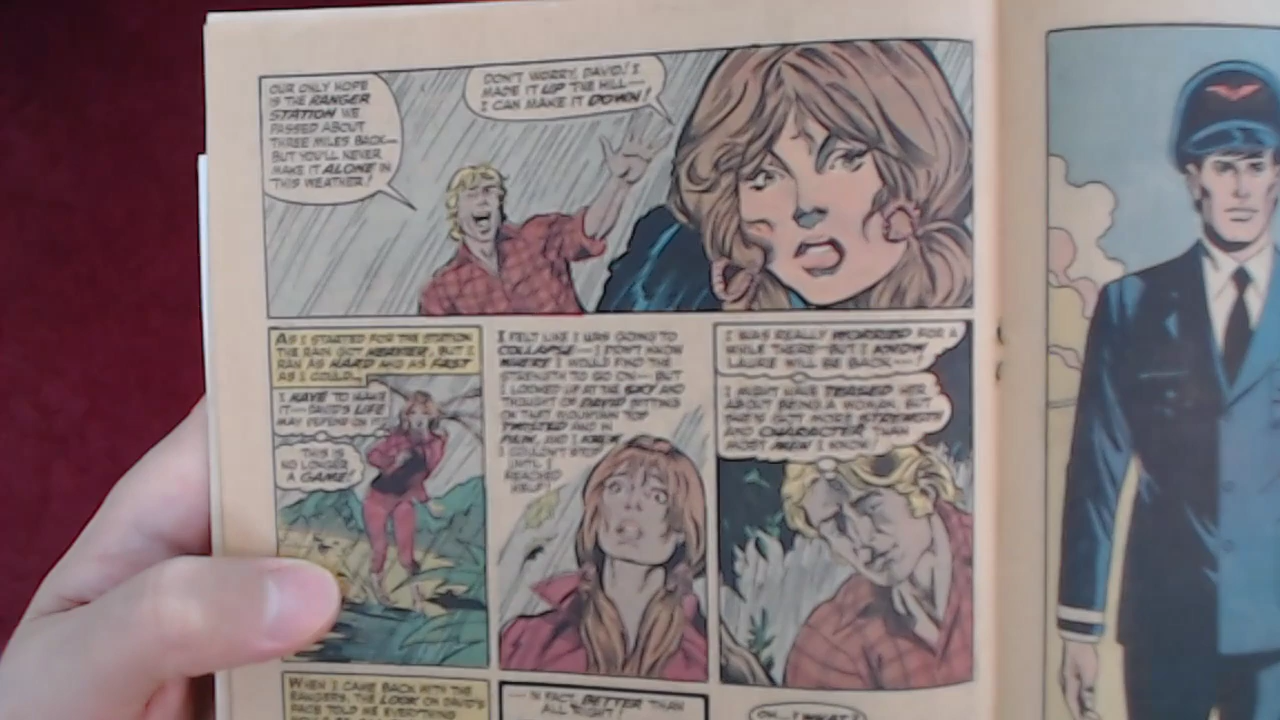 OUR ONLY HOPE
IS THE RANGER
STATION WE
PASSED ABOUT
THREE MILES BACK--
BUT YOU'LL NEVER
MAKE IT ALONE IN
THIS WEATHER!
DON'T WORRY, DAVID! I
MADE IT UP THE HILL--
I CAN MAKE IT DOWN!
AS I STARTED FOR THE STATION
THE RAIN GOT HEAVIER, BUT I
RAN AS HARD AND AS FAST
AS I COULD.
I HAVE TO MAKE
IT--DAVID'S LIFE
MAY DEPEND ON
THIS IS
NO LONGER
A GAME!
I FELT LIKE I WAS GOING TO
COLLAPSE--I DIDN'T KNOW
WHERE I WOULD FIND THE
STRENGTH TO GO ON--BUT
I LOOKED UP AT THE SKY AND
THOUGHT OF DAVID SITTING
ON THAT MOUNTAIN TOP
TWISTED AND IN
PAIN, AND I KNEW
I COULDN'T STOP
UNTIL I
REACHED
HELP!
I WAS REALLY WORRIED FOR A
WHILE THERE--BUT I KNOW
LAURIE WILL BE BACK--!
I MIGHT HAVE TEASED HER
ABOUT BEING A WOMAN, BUT
SHE'S GOT MORE STRENGTH
AND CHARACTER THAN
MOST MEN I KNOW!
WHEN I CAME BACK WITH THE
RANGERS, THE LOOK ON DAVID'S
FACE TOLD ME EVERYTHING
--IN FACT, BETTER THAN
ALL RIGHT!